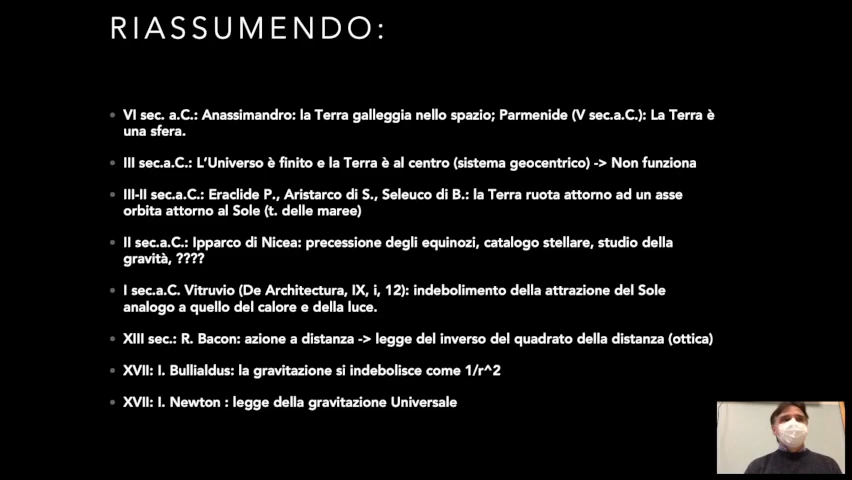 RIASSUMENDO:
VI sec. a.C.: Anassimandro: la Terra galleggia nello spazio; Parmenide (V sec.a.C.): La Terra è
una sfera.
III sec.a.C.: L'Universo è finito e la Terra è al centro (sistema geocentrico) -> Non funziona
III-II sec.a.C.: Eraclide P., Aristarco di S., Seleuco di B.: la Terra ruota attorno ad un asse
orbita attorno al Sole (t. delle maree)
II sec.a.C.: Ipparco di Nicea: precessione degli equinozi, catalogo stellare, studio della
gravità, ????
I sec.a.C. Vitruvio (De Architectura, IX, i, 12): indebolimento della attrazione del Sole
analogo a quello del calore e della luce.
XIII sec.: R. Bacon: azione a distanza -> legge del inverso del quadrato della distanza (ottica)
XVII: I. Bullialdus: la gravitazione si indebolisce come 1/r^2
XVII: I. Newton : legge della gravitazione Universale